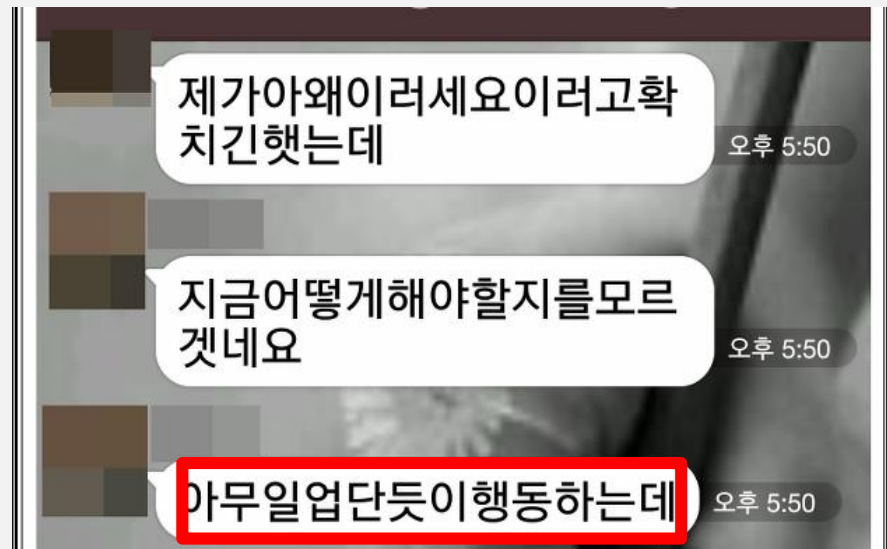 제가아왜이러세요이러고확
치긴햇는데
오후 5:50
지금어떻게해야할지를모르
겟네요
오후 5:50
아무일업단듯이행동하는데
오후 5:50